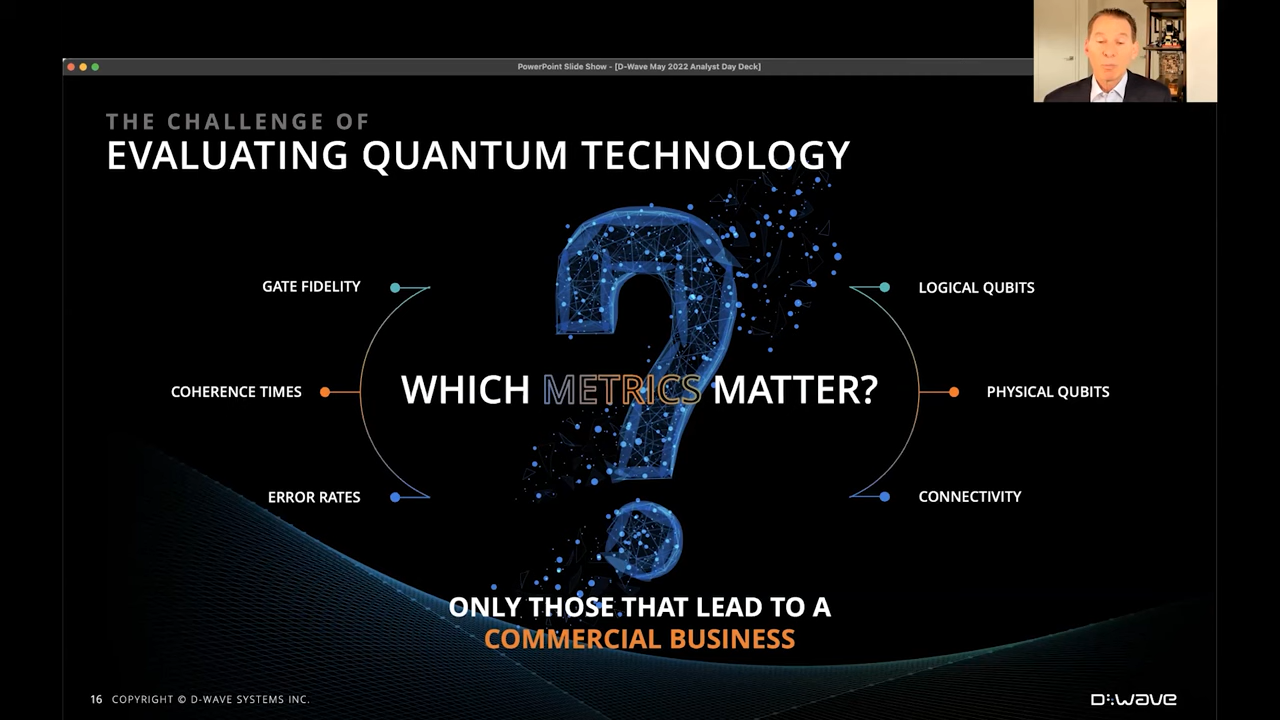 PowerPoint Slide Show - [D-Wave May 2022 Analyst Day Deck]
THE CHALLENGE OF
EVALUATING QUANTUM TECHNOLOGY
GATE FIDELITY
LOGICAL QUBITS
COHERENCE TIMES
WHICH METRICS MATTER?
PHYSICAL QUBITS
ERROR RATES
CONNECTIVITY
ONLY THOSE THAT LEAD TO A
COMMERCIAL BUSINESS
16 COPYRIGHT © D-WAVE SYSTEMS INC.
D:wave